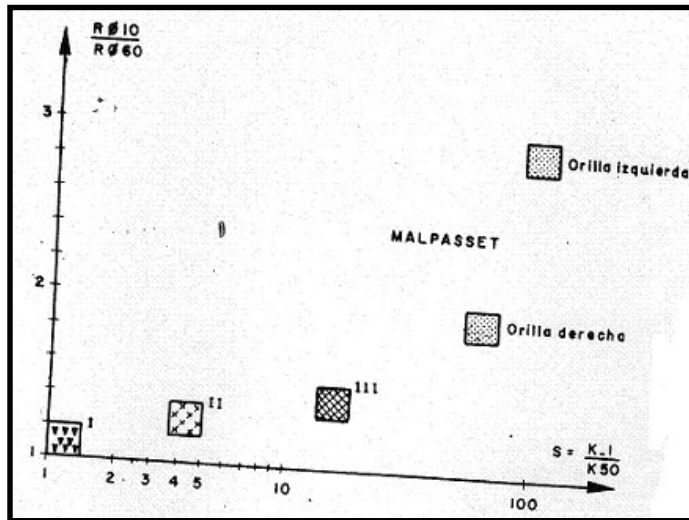 RØ10
RØ60
3
Orilla izquierda
MALPASSET
2
Orilla derecha
III
II
I
1
S = K-1
K50
1
2
3
4
5
10
100